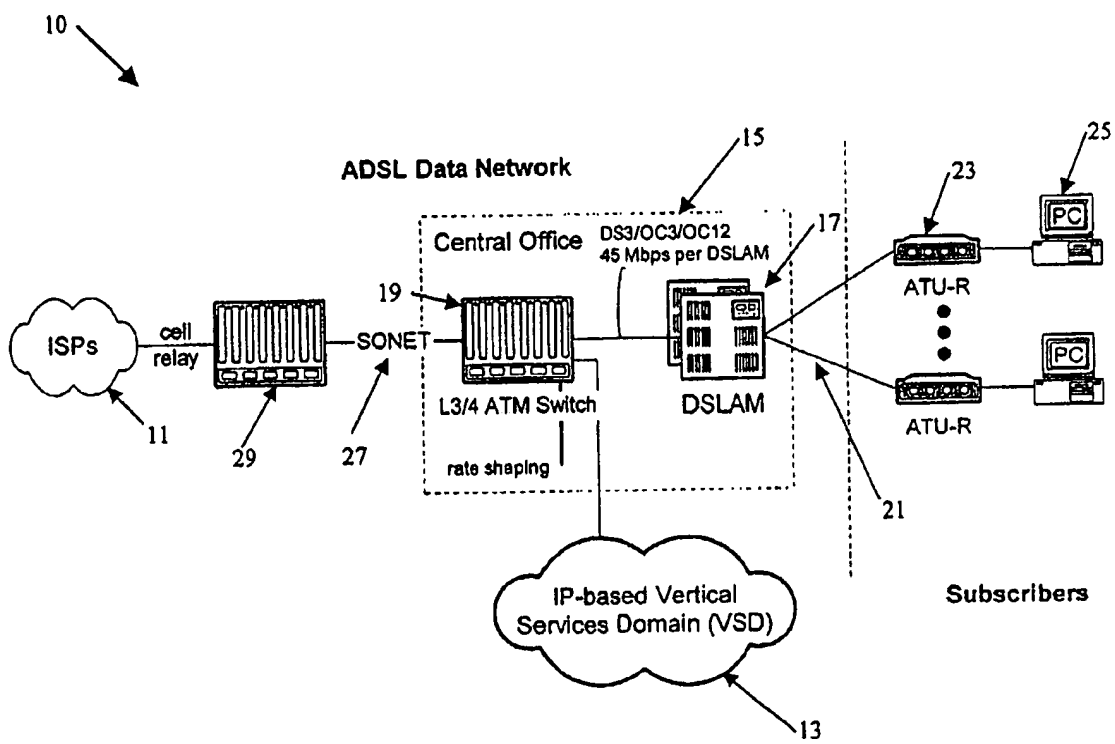 10
15
25
ADSL Data Network
23
DS3/OC3/OC12
45 Mbps per DSLAM
17
PC
Central Office
19
ATU-R
ISPs
cell
relay
SONET
PC
L3/4 ATM Switch
DSLAM
ATU-R
11
29
27
rate shaping
21
IP-based Vertical
Services Domain (VSD)
Subscribers
13